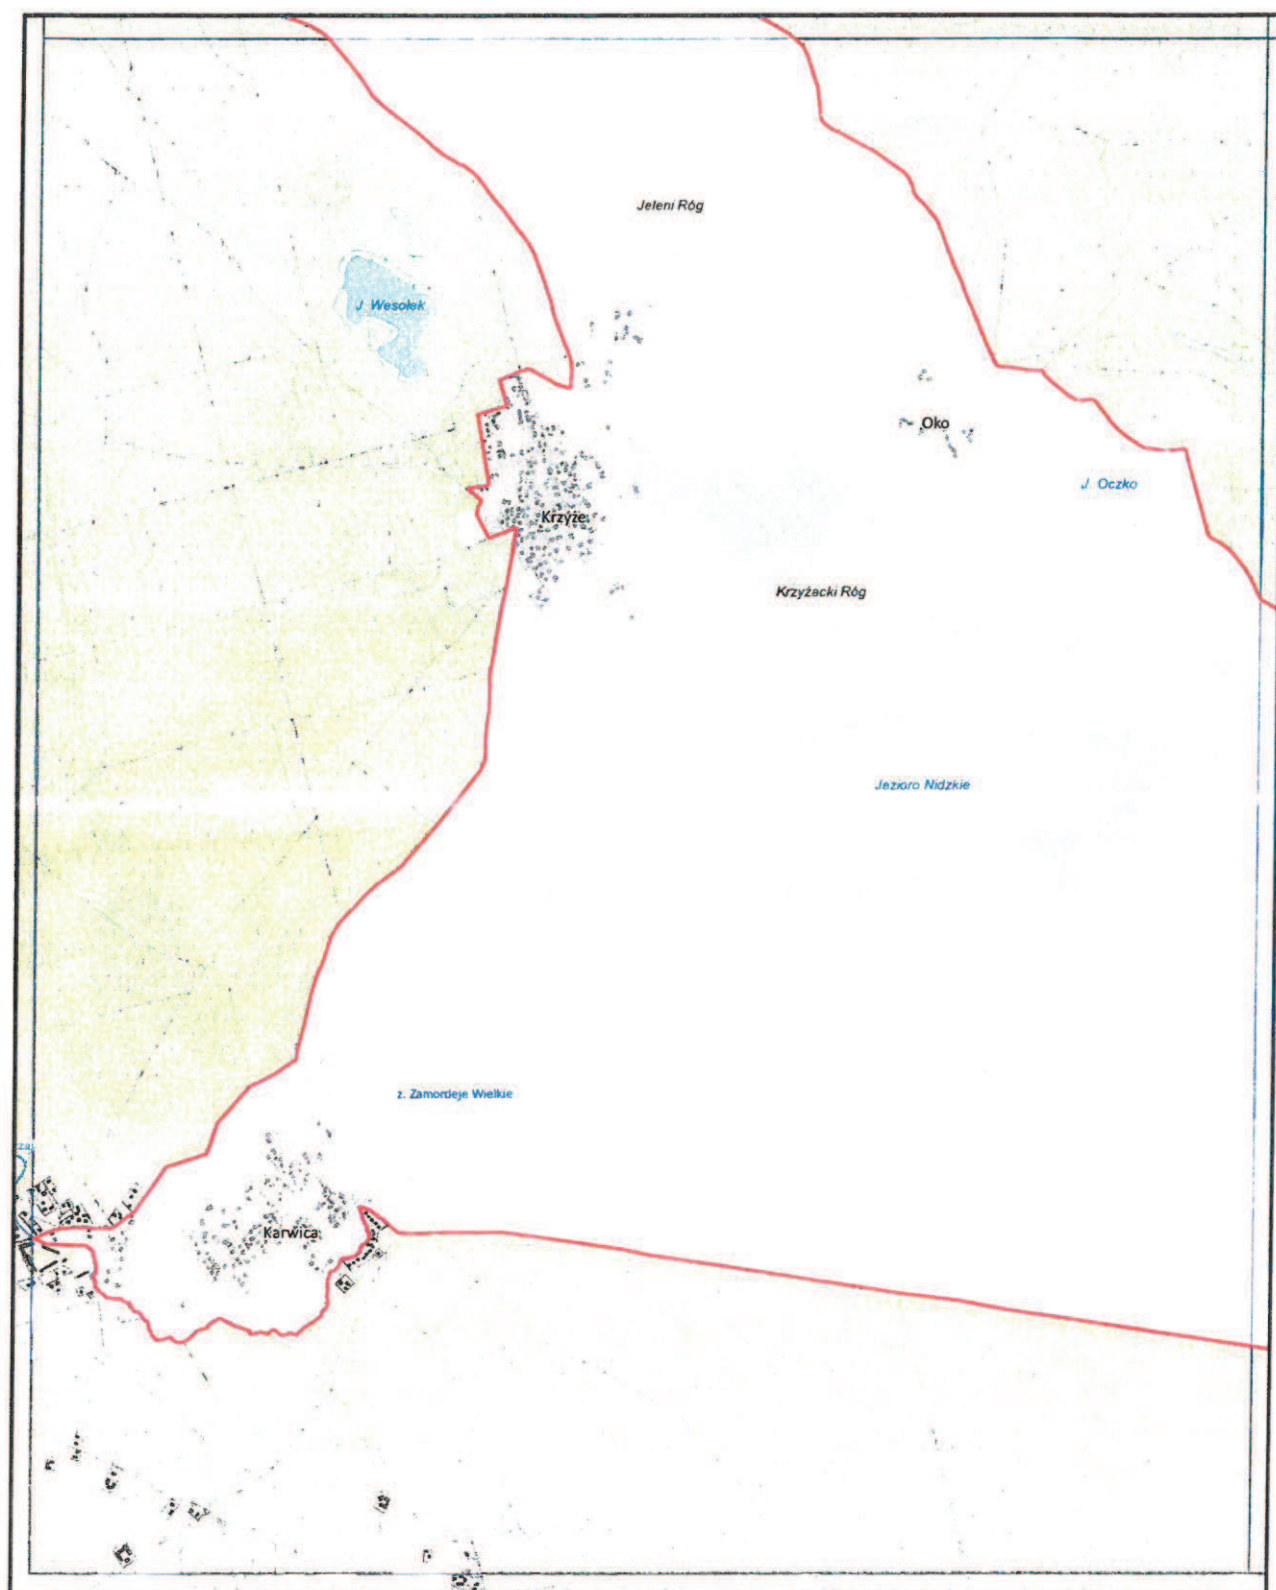 Jeleni Róg
J. Wesołek
Oko
J. Oczko
Krzyże
Krzyżacki Róg
Jezioro Nidzkie
z. Zamordeje Wielkie
Karwica